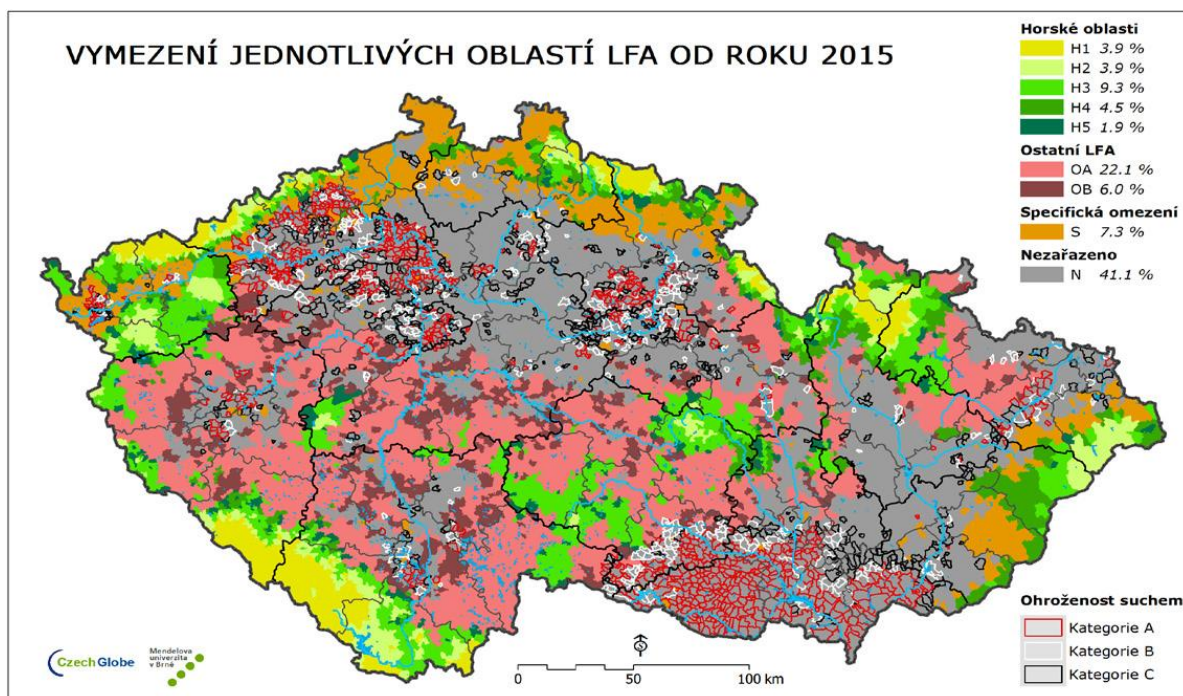 VYMEZENÍ JEDNOTLIVÝCH OBLASTÍ LFA OD ROKU 2015
Horské oblasti
H1 3.9 %
H2 3.9 %
H3 9.3 %
H4 4.5 %
H5 1.9 %
Ostatní LFA
OA 22.1 %
OB 6.0 %
Specifická omezení
S 7.3 %
Nezařazeno
N 41.1 %
Ohroženost suchem
Kategorie A
Kategorie B
Kategorie C
CzechGlobe
Mendelova
univerzita
v Brně
0 50 100 km